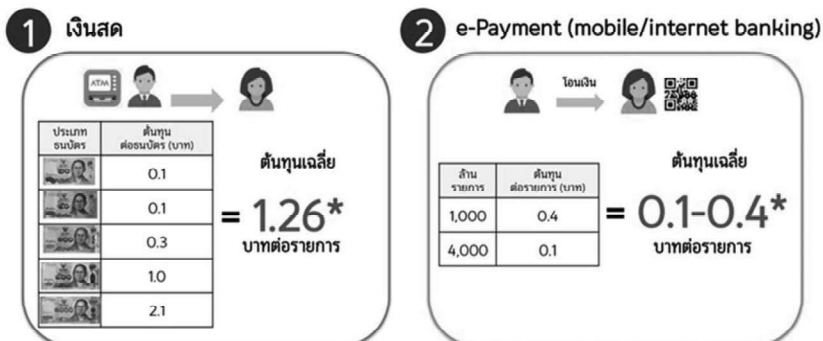 1 เงินสด
ATM
ประเภท
ธนบัตร
ต้นทุน
ต่อธนบัตร (บาท)
0.1
0.1
0.3
1.0
2.1
ต้นทุนเฉลี่ย
= 1.26*
บาทต่อรายการ
2 e-Payment (mobile/internet banking)
โอนเงิน
ล้าน
รายการ
ต้นทุน
ต่อรายการ (บาท)
1,000 0.4
4,000 0.1
ต้นทุนเฉลี่ย
= 0.1-0.4*
บาทต่อรายการ